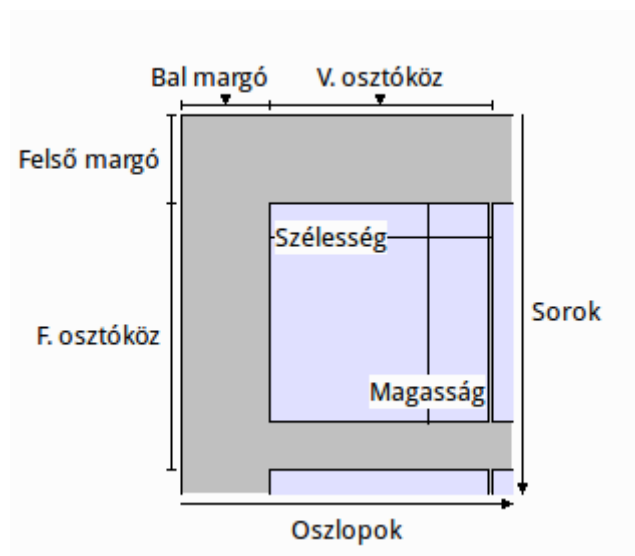 Bal margó
V. osztóköz
Felső margó
Szélesség
Sorok
F. osztóköz
Magasság
Oszlopok